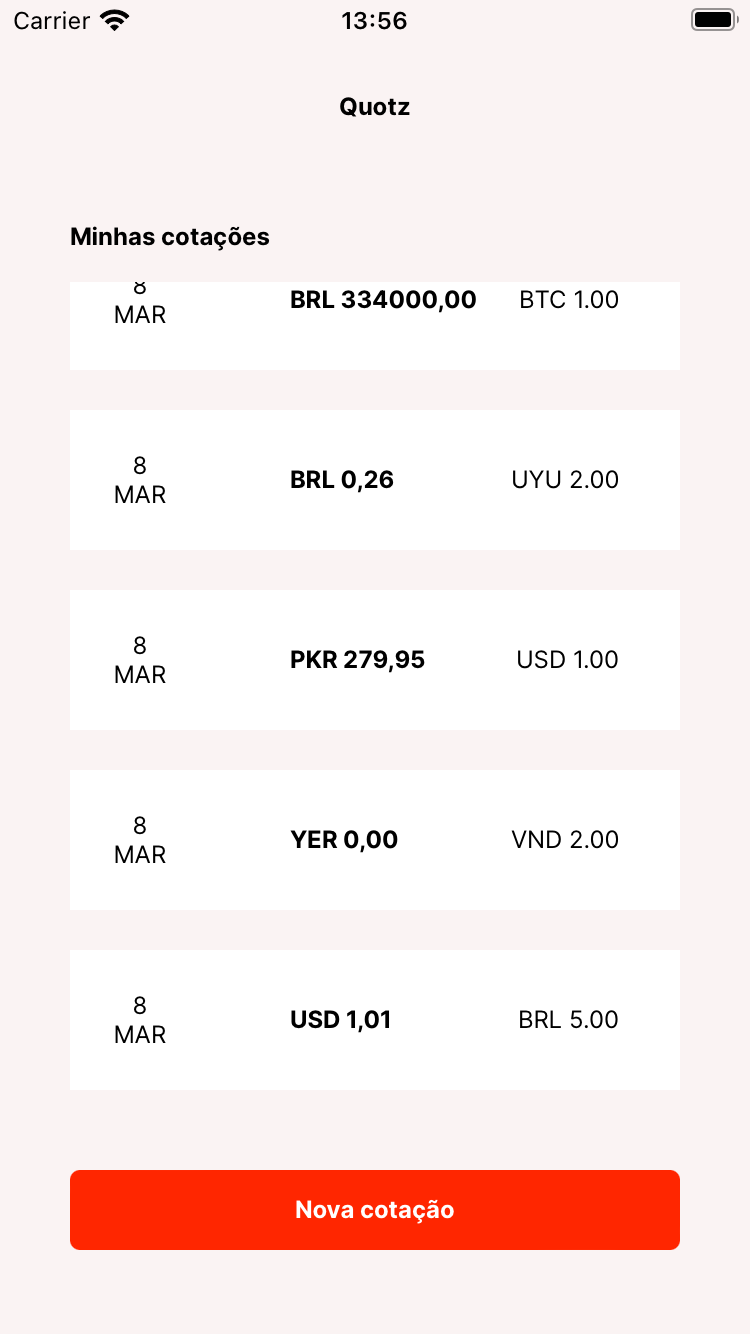 Carrier 13:56
Quotz
Minhas cotações
8
MAR BRL 334000,00 BTC 1.00
8
MAR BRL 0,26 UYU 2.00
8
MAR PKR 279,95 USD 1.00
8
MAR YER 0,00 VND 2.00
8
MAR USD 1,01 BRL 5.00
Nova cotação